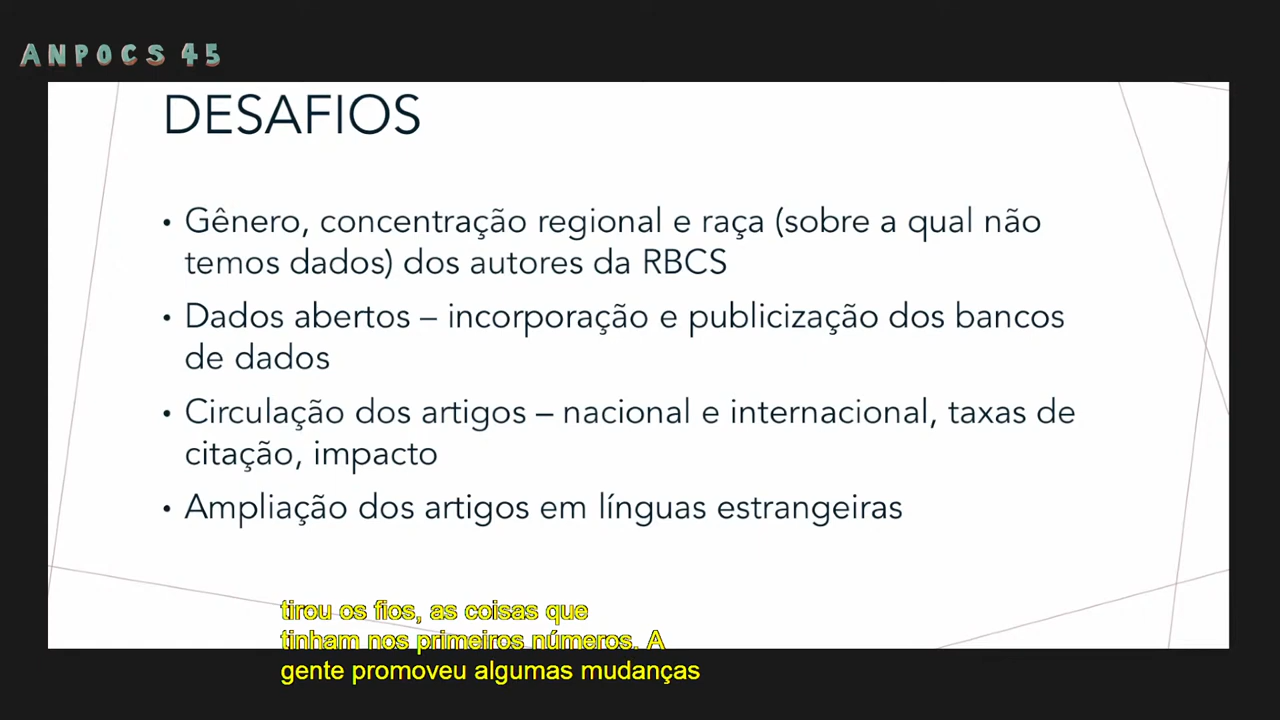 ANPOCS 45
DESAFIOS
• Gênero, concentração regional e raça (sobre a qual não
temos dados) dos autores da RBCS
• Dados abertos – incorporação e publicização dos bancos
de dados
• Circulação dos artigos – nacional e internacional, taxas de
citação, impacto
• Ampliação dos artigos em línguas estrangeiras
tirou os fios, as coisas que
tinham nos primeiros números. A
gente promoveu algumas mudanças